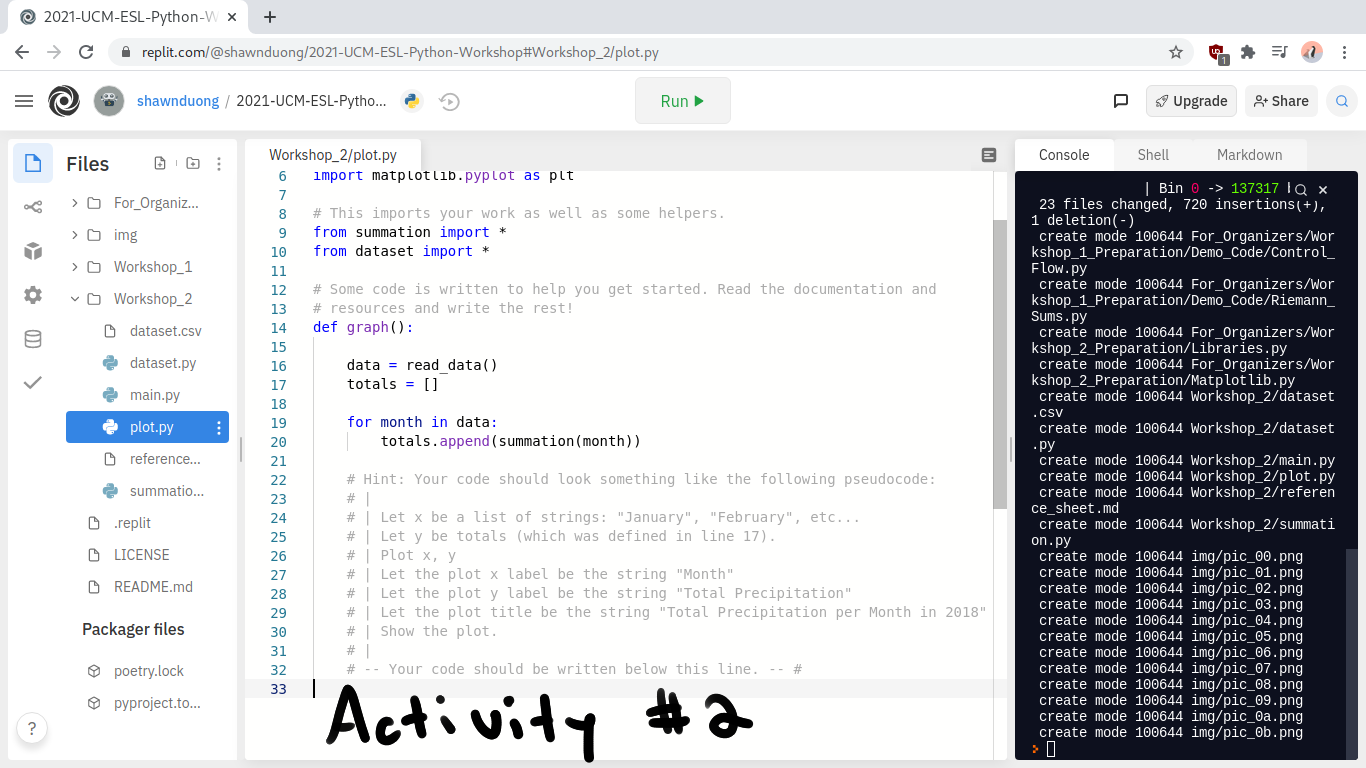 2021-UCM-ESL-Python-W
replit.com/@shawnduong/2021-UCM-ESL-Python-Workshop#Workshop_2/plot.py
1
shawnduong / 2021-UCM-ESL-Pytho...
Run
Upgrade
Share
Files
For_Organiz...
img
Workshop_1
Workshop_2
dataset.csv
dataset.py
main.py
plot.py
reference...
summatio...
.replit
LICENSE
README.md
Packager files
poetry.lock
pyproject.to...
?
Workshop_2/plot.py
6 import matplotlib.pyplot as plt
7
8 # This imports your work as well as some helpers.
9 from summation import *
10 from dataset import *
11
12 # Some code is written to help you get started. Read the documentation and
13 # resources and write the rest!
14 def graph():
15
16 data = read_data()
17 totals = []
18
19 for month in data:
20 totals.append(summation(month))
21
22 # Hint: Your code should look something like the following pseudocode:
23 # |
24 # | Let x be a list of strings: "January", "February", etc...
25 # | Let y be totals (which was defined in line 17).
26 # | Plot x, y
27 # | Let the plot x label be the string "Month"
28 # | Let the plot y label be the string "Total Precipitation"
29 # | Let the plot title be the string "Total Precipitation per Month in 2018"
30 # | Show the plot.
31 # |
32 # -- Your code should be written below this line. -- #
33
Activity #2
Console
Shell
Markdown
| Bin 0 -> 137317
23 files changed, 720 insertions(+),
1 deletion(-)
create mode 100644 For_Organizers/Wor
kshop_1_Preparation/Demo_Code/Control_
Flow.py
create mode 100644 For_Organizers/Wor
kshop_1_Preparation/Demo_Code/Riemann_
Sums.py
create mode 100644 For_Organizers/Wor
kshop_2_Preparation/Libraries.py
create mode 100644 For_Organizers/Wor
kshop_2_Preparation/Matplotlib.py
create mode 100644 Workshop_2/dataset
.csv
create mode 100644 Workshop_2/dataset
.py
create mode 100644 Workshop_2/main.py
create mode 100644 Workshop_2/plot.py
create mode 100644 Workshop_2/referen
ce_sheet.md
create mode 100644 Workshop_2/summati
on.py
create mode 100644 img/pic_00.png
create mode 100644 img/pic_01.png
create mode 100644 img/pic_02.png
create mode 100644 img/pic_03.png
create mode 100644 img/pic_04.png
create mode 100644 img/pic_05.png
create mode 100644 img/pic_06.png
create mode 100644 img/pic_07.png
create mode 100644 img/pic_08.png
create mode 100644 img/pic_09.png
create mode 100644 img/pic_0a.png
create mode 100644 img/pic_0b.png